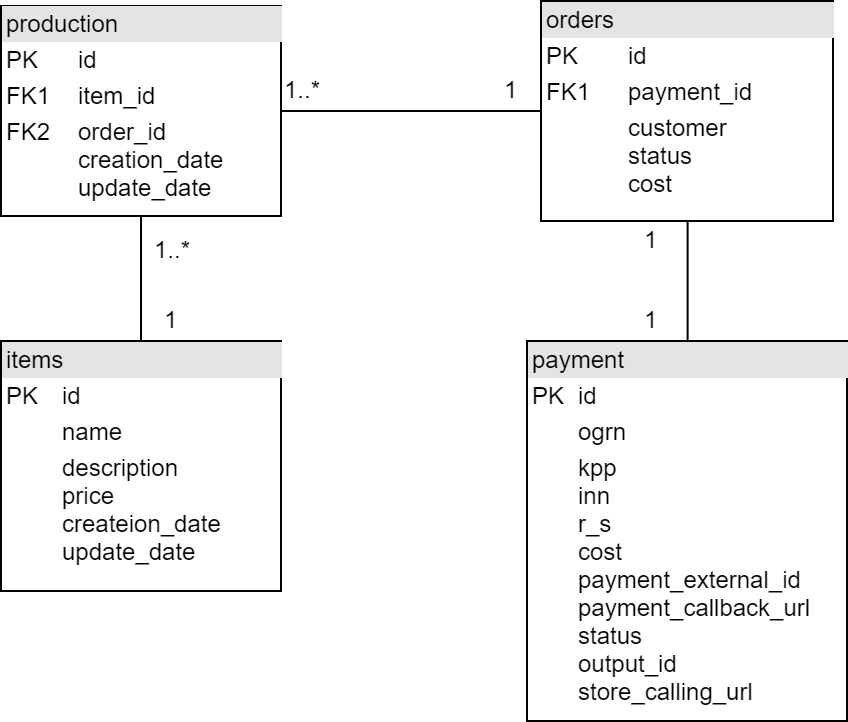 production
PK id
FK1 item_id
FK2 order_id
creation_date
update_date
1..*
1
orders
PK id
FK1 payment_id
customer
status
cost
1..*
1
items
PK id
name
description
price
createion_date
update_date
1
1
payment
PK id
ogrn
kpp
inn
r_s
cost
payment_external_id
payment_callback_url
status
output_id
store_calling_url